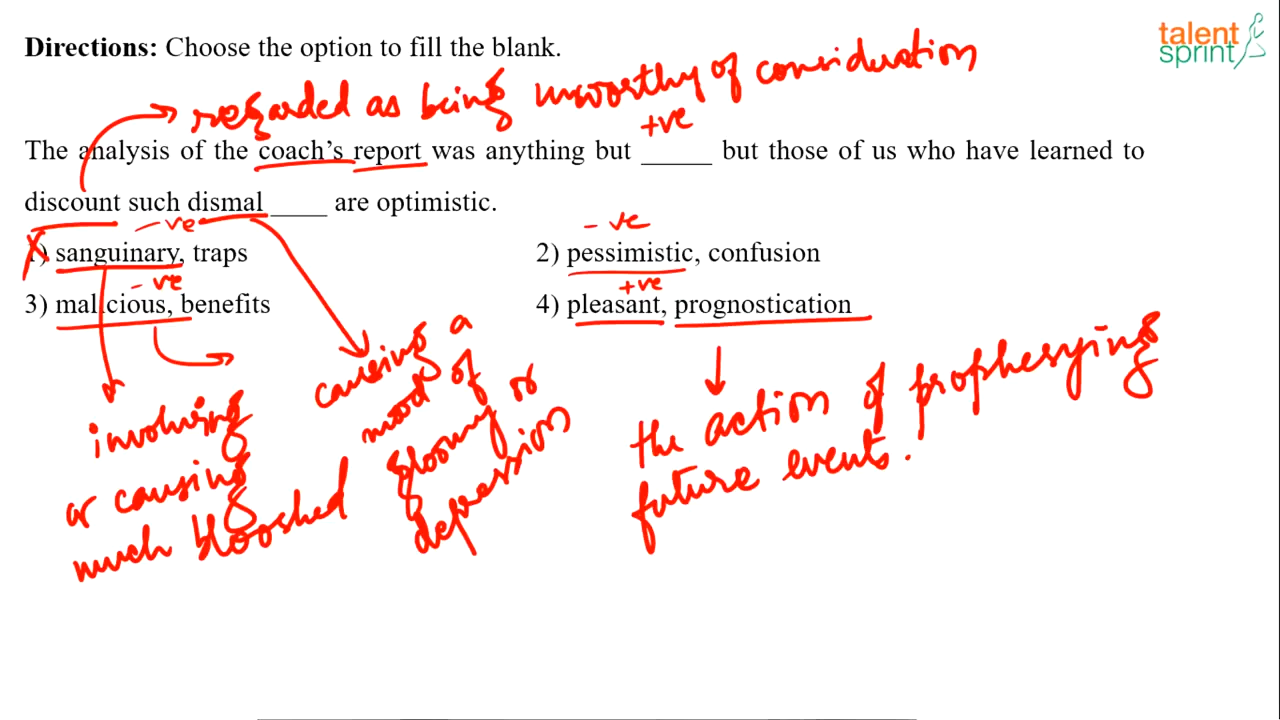 talent
sprint
Directions: Choose the option to fill the blank.
regarded as being unworthy of consideration
+ve
The analysis of the coach's report was anything but _____ but those of us who have learned to
discount such dismal ____ are optimistic.
-ve
-ve
1) sanguinary, traps
2) pessimistic, confusion
-ve
+ve
3) malicious, benefits
4) pleasant, prognostication
involving
or causing
much blooshed
causing a
mood of
gloomy or
depression
the action of prophesying
future events.